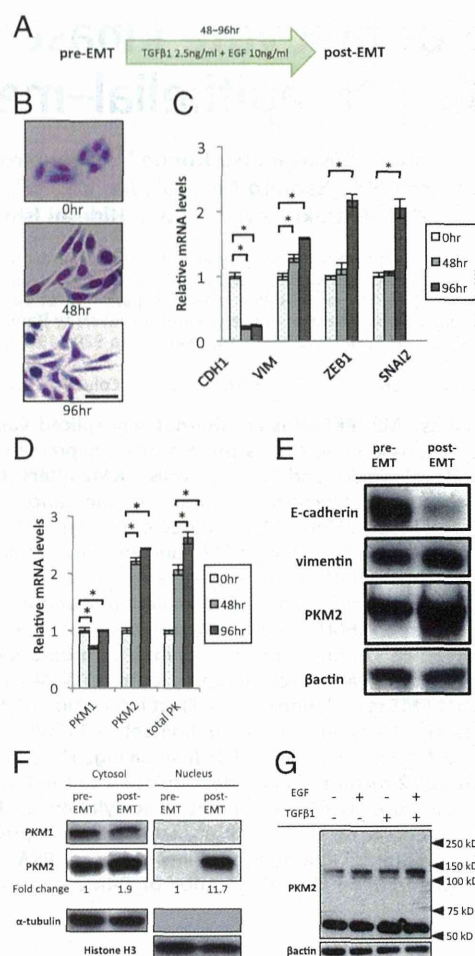 A
48–96hr
pre-EMT TGFβ1 2.5ng/ml + EGF 10ng/ml post-EMT
B
0hr
48hr
96hr
C
Relative mRNA levels
3
2
1
0
* * * * * *
CDH1 VIM ZEB1 SNAI2
0hr
48hr
96hr
D
Relative mRNA levels
3
2
1
0
* * * * * *
PKM1 PKM2 total PK
0hr
48hr
96hr
E
pre-EMT post-EMT
E-cadherin
vimentin
PKM2
βactin
F
Cytosol Nucleus
pre-EMT post-EMT pre-EMT post-EMT
PKM1
PKM2
Fold change 1 1.9 1 11.7
α-tubulin
Histone H3
G
EGF - + - +
TGFβ1 - - + +
PKM2
250 kD
150 kD
100 kD
75 kD
50 kD
βactin